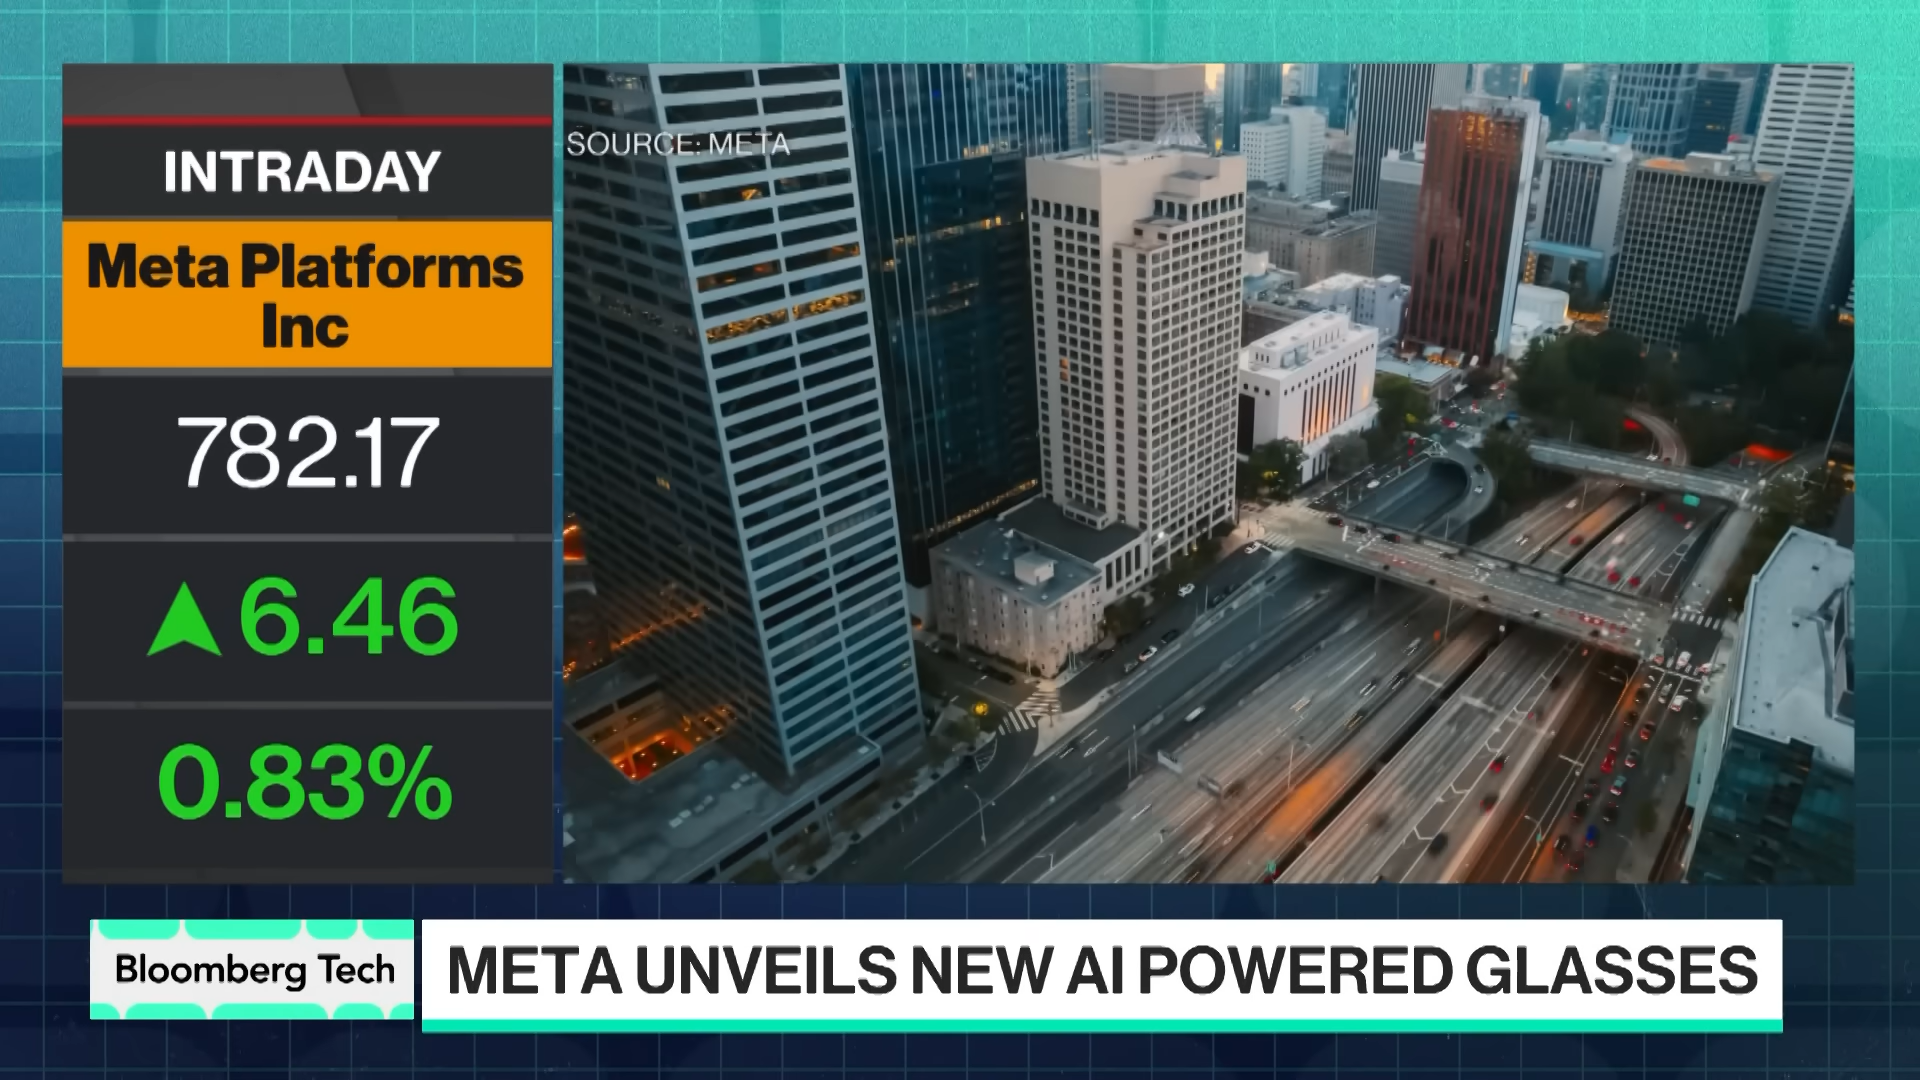 INTRADAY
Meta Platforms
Inc
782.17
6.46
0.83%
SOURCE: META
Bloomberg Tech
META UNVEILS NEW AI POWERED GLASSES